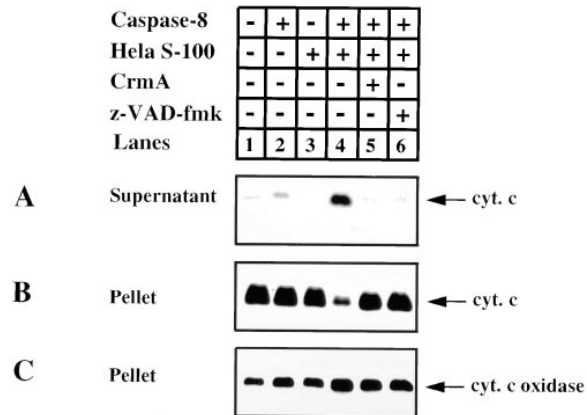 Caspase-8 - + - + + +
Hela S-100 - - + + + +
CrmA - - - - + -
z-VAD-fmk - - - - - +
Lanes 1 2 3 4 5 6
A Supernatant cyt. c
B Pellet cyt. c
C Pellet cyt. c oxidase